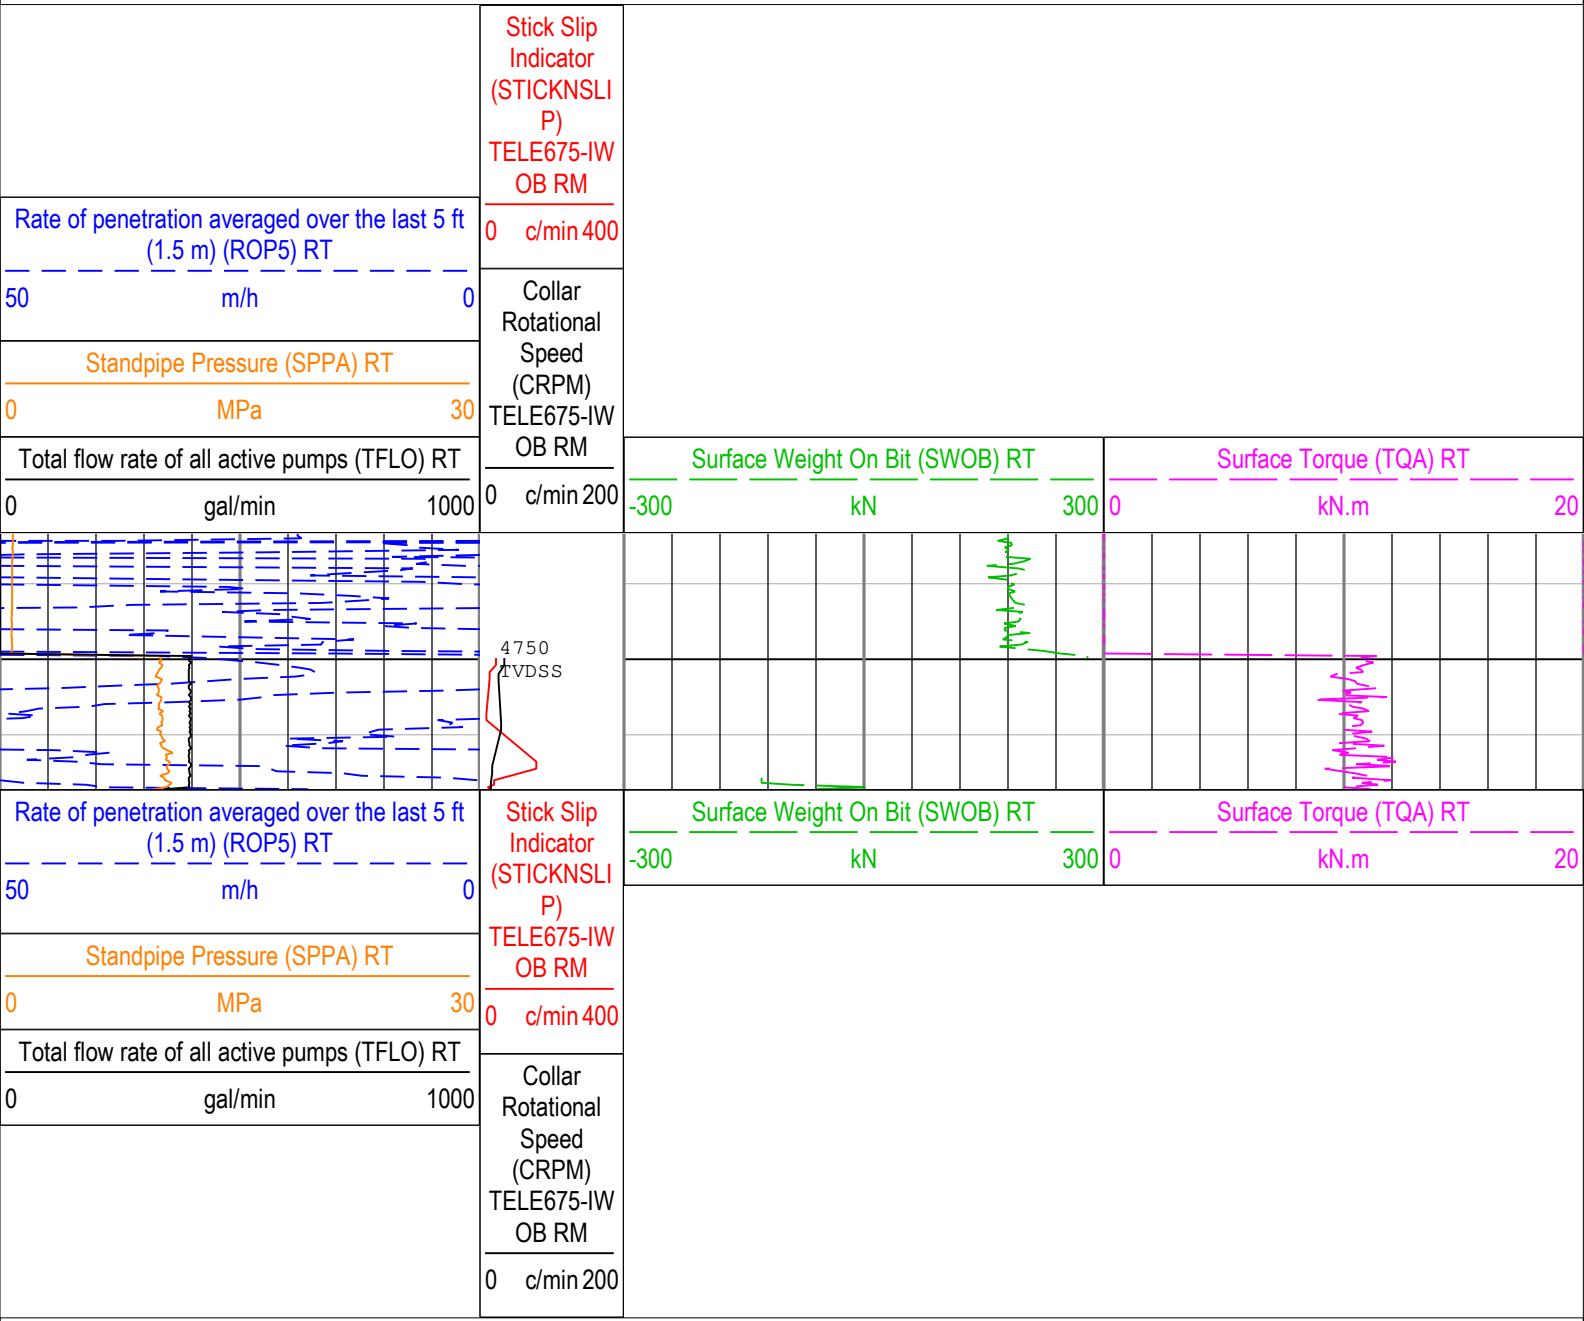 Stick Slip
Indicator
(STICKNSLI
P)
TELE675-IW
OB RM
0 c/min 400
Rate of penetration averaged over the last 5 ft
(1.5 m) (ROP5) RT
50 m/h 0
Collar
Rotational
Speed
(CRPM)
TELE675-IW
OB RM
0 c/min 200
Standpipe Pressure (SPPA) RT
0 MPa 30
Total flow rate of all active pumps (TFLO) RT
0 gal/min 1000
Surface Weight On Bit (SWOB) RT
-300 kN 300
Surface Torque (TQA) RT
0 kN.m 20
4750
TVDSS
Rate of penetration averaged over the last 5 ft
(1.5 m) (ROP5) RT
50 m/h 0
Standpipe Pressure (SPPA) RT
0 MPa 30
Total flow rate of all active pumps (TFLO) RT
0 gal/min 1000
Stick Slip
Indicator
(STICKNSLI
P)
TELE675-IW
OB RM
0 c/min 400
Collar
Rotational
Speed
(CRPM)
TELE675-IW
OB RM
0 c/min 200
Surface Weight On Bit (SWOB) RT
-300 kN 300
Surface Torque (TQA) RT
0 kN.m 20